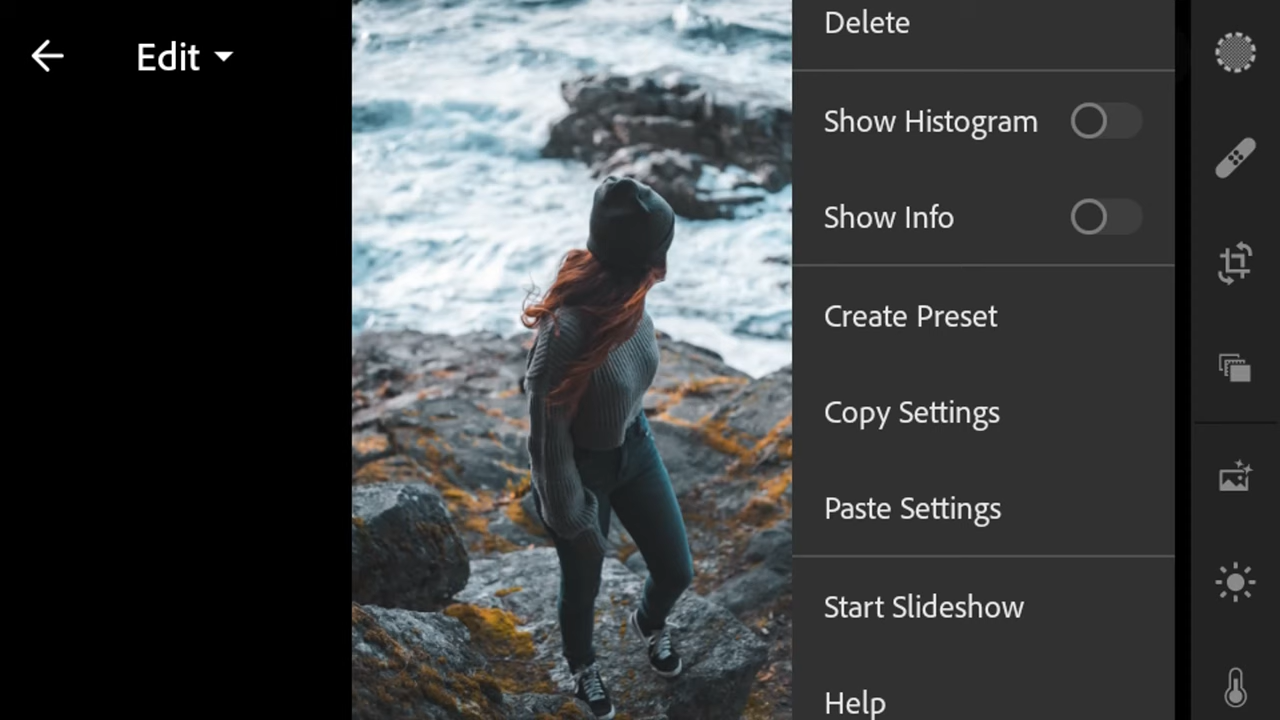 Edit
Delete
Show Histogram
Show Info
Create Preset
Copy Settings
Paste Settings
Start Slideshow
Help